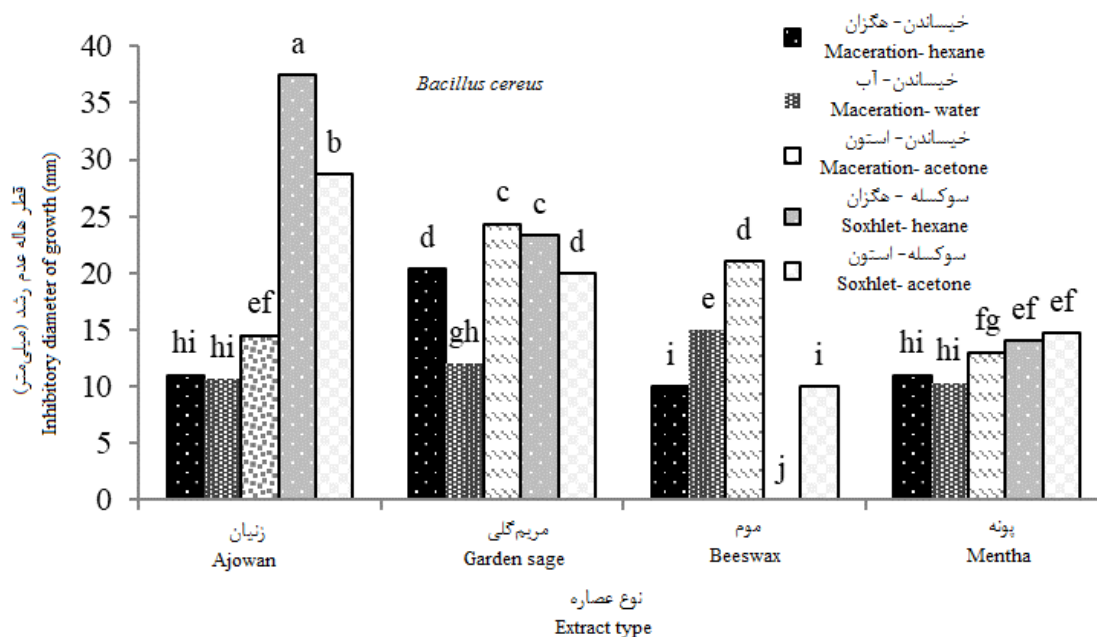 40
35
30
25
20
15
10
5
0
قطر هاله عدم رشد (میلی‌متر)
Inhibitory diameter of growth (mm)
Bacillus cereus
hi
hi
ef
a
b
d
gh
c
c
d
i
e
d
j
i
hi
hi
fg
ef
ef
خیساندن- هگزان
Maceration- hexane
خیساندن- آب
Maceration- water
خیساندن- استون
Maceration- acetone
سوکسله - هگزان
Soxhlet- hexane
سوکسله- استون
Soxhlet- acetone
زنیان
Ajowan
مریم‌گلی
Garden sage
موم
Beeswax
پونه
Mentha
نوع عصاره
Extract type